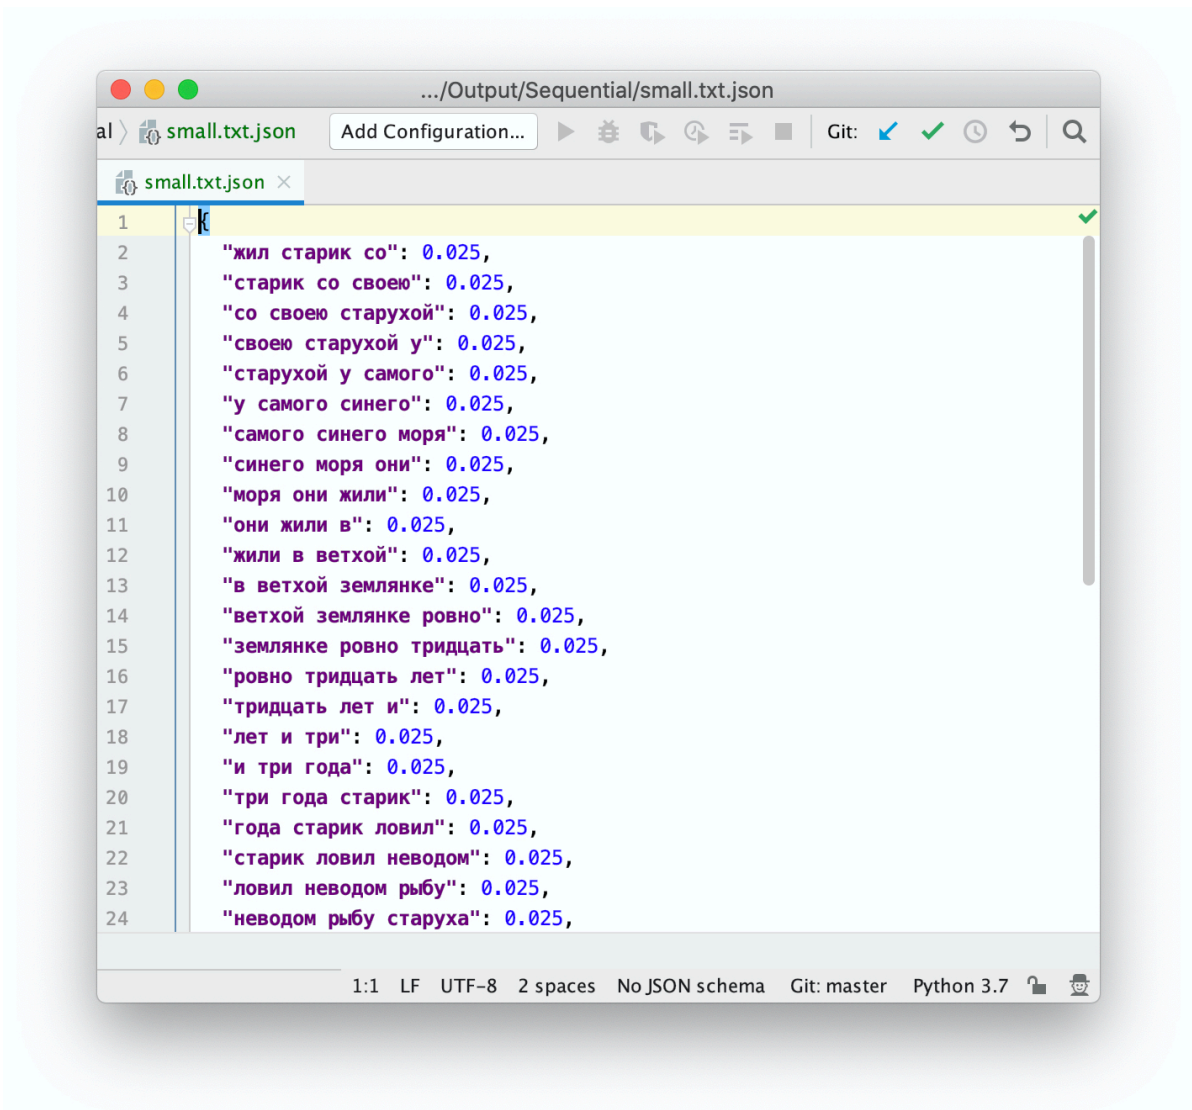 .../Output/Sequential/small.txt.json
al small.txt.json Add Configuration... Git:
small.txt.json
1 {
2 "жил старик со": 0.025,
3 "старик со своею": 0.025,
4 "со своею старухой": 0.025,
5 "своею старухой у": 0.025,
6 "старухой у самого": 0.025,
7 "у самого синего": 0.025,
8 "самого синего моря": 0.025,
9 "синего моря они": 0.025,
10 "моря они жили": 0.025,
11 "они жили в": 0.025,
12 "жили в ветхой": 0.025,
13 "в ветхой землянке": 0.025,
14 "ветхой землянке ровно": 0.025,
15 "землянке ровно тридцать": 0.025,
16 "ровно тридцать лет": 0.025,
17 "тридцать лет и": 0.025,
18 "лет и три": 0.025,
19 "и три года": 0.025,
20 "три года старик": 0.025,
21 "года старик ловил": 0.025,
22 "старик ловил неводом": 0.025,
23 "ловил неводом рыбу": 0.025,
24 "неводом рыбу старуха": 0.025,
1:1 LF UTF-8 2 spaces No JSON schema Git: master Python 3.7